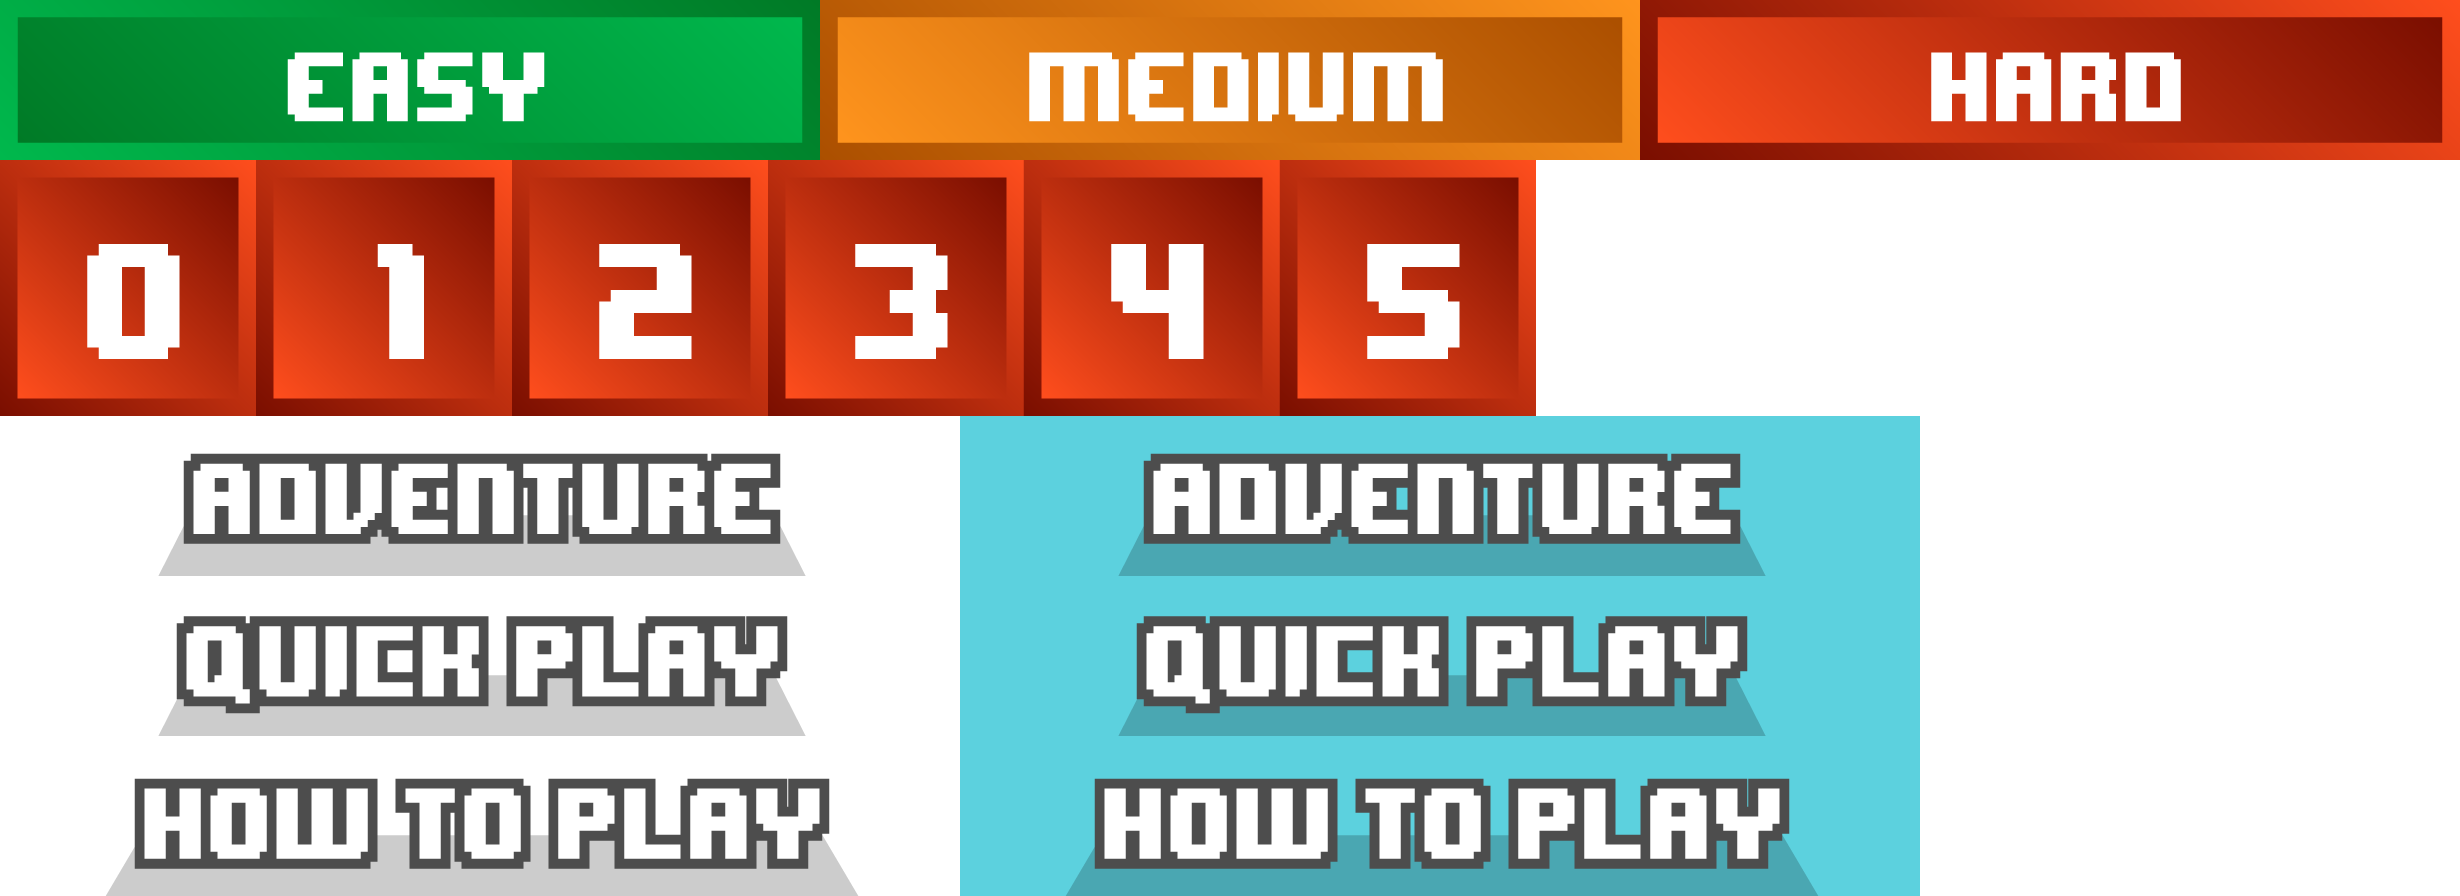 EASY MEDIUM HARD
0 1 2 3 4 5
ADVENTURE ADVENTURE
QUICK PLAY QUICK PLAY
HOW TO PLAY HOW TO PLAY